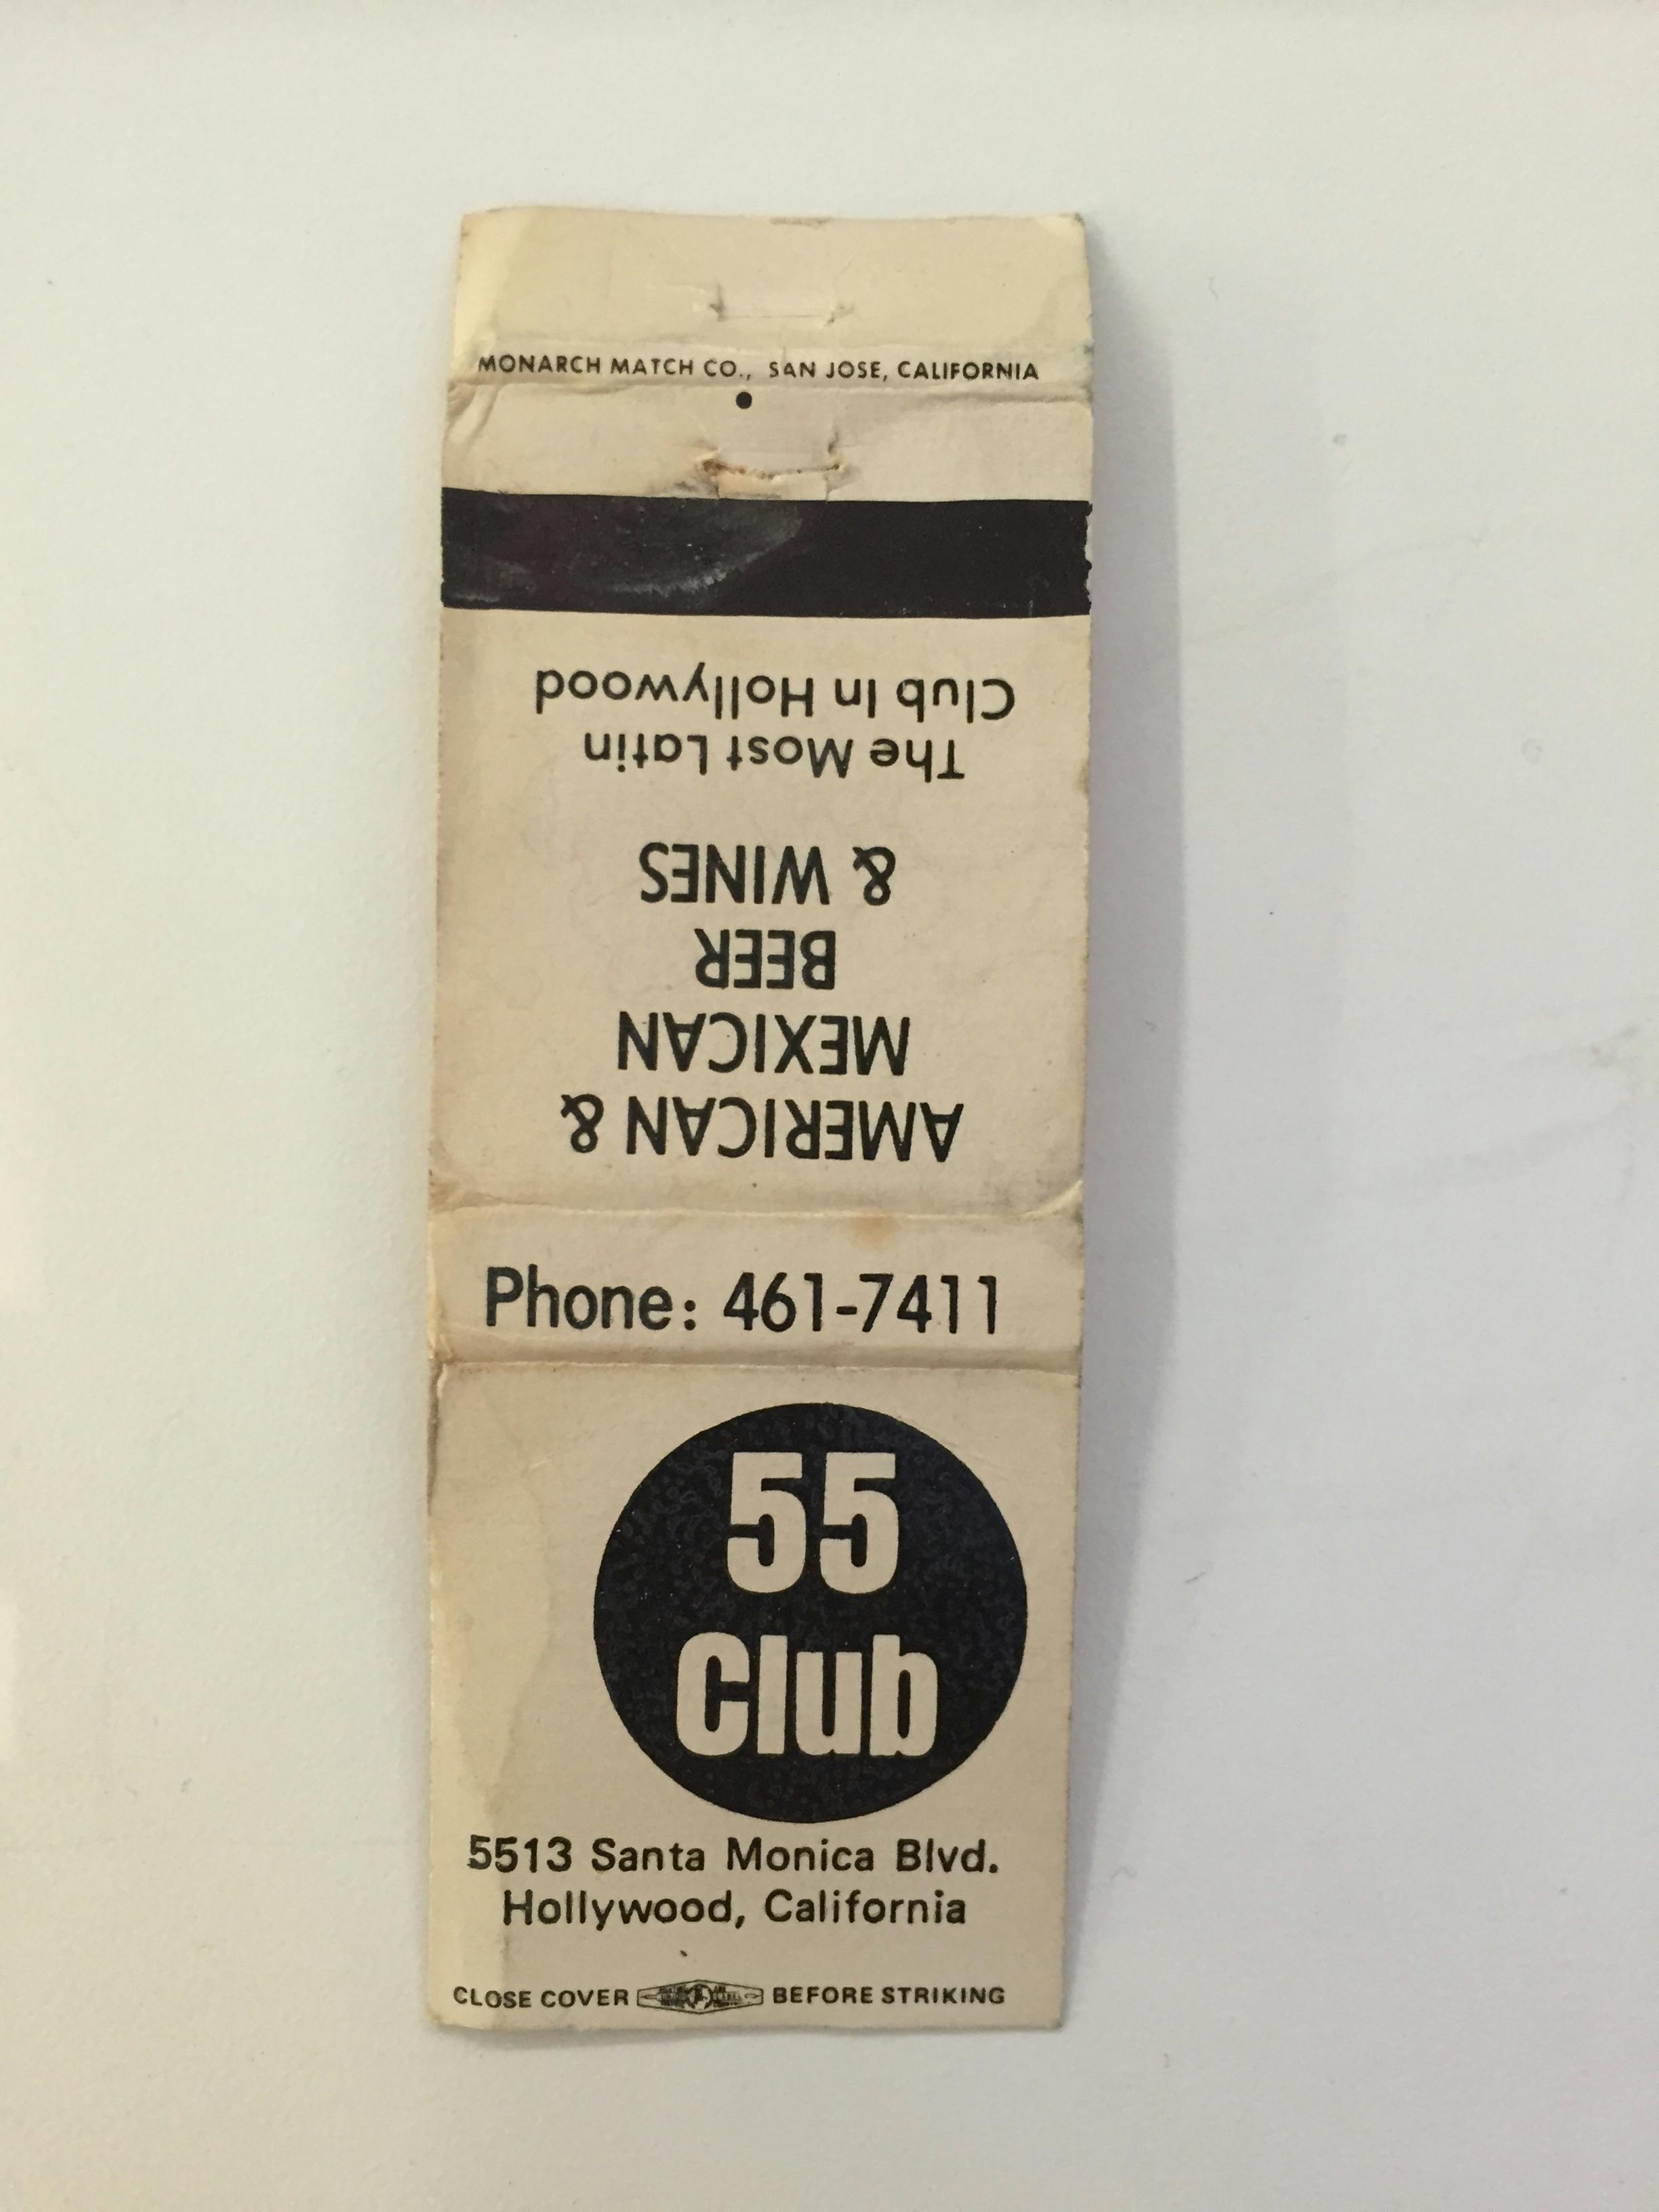 MONARCH MATCH CO., SAN JOSE, CALIFORNIA
AMERICAN &
MEXICAN
BEER
& WINES
The Most Latin
Club In Hollywood
Phone: 461-7411
55
Club
5513 Santa Monica Blvd.
Hollywood, California
CLOSE COVER BEFORE STRIKING